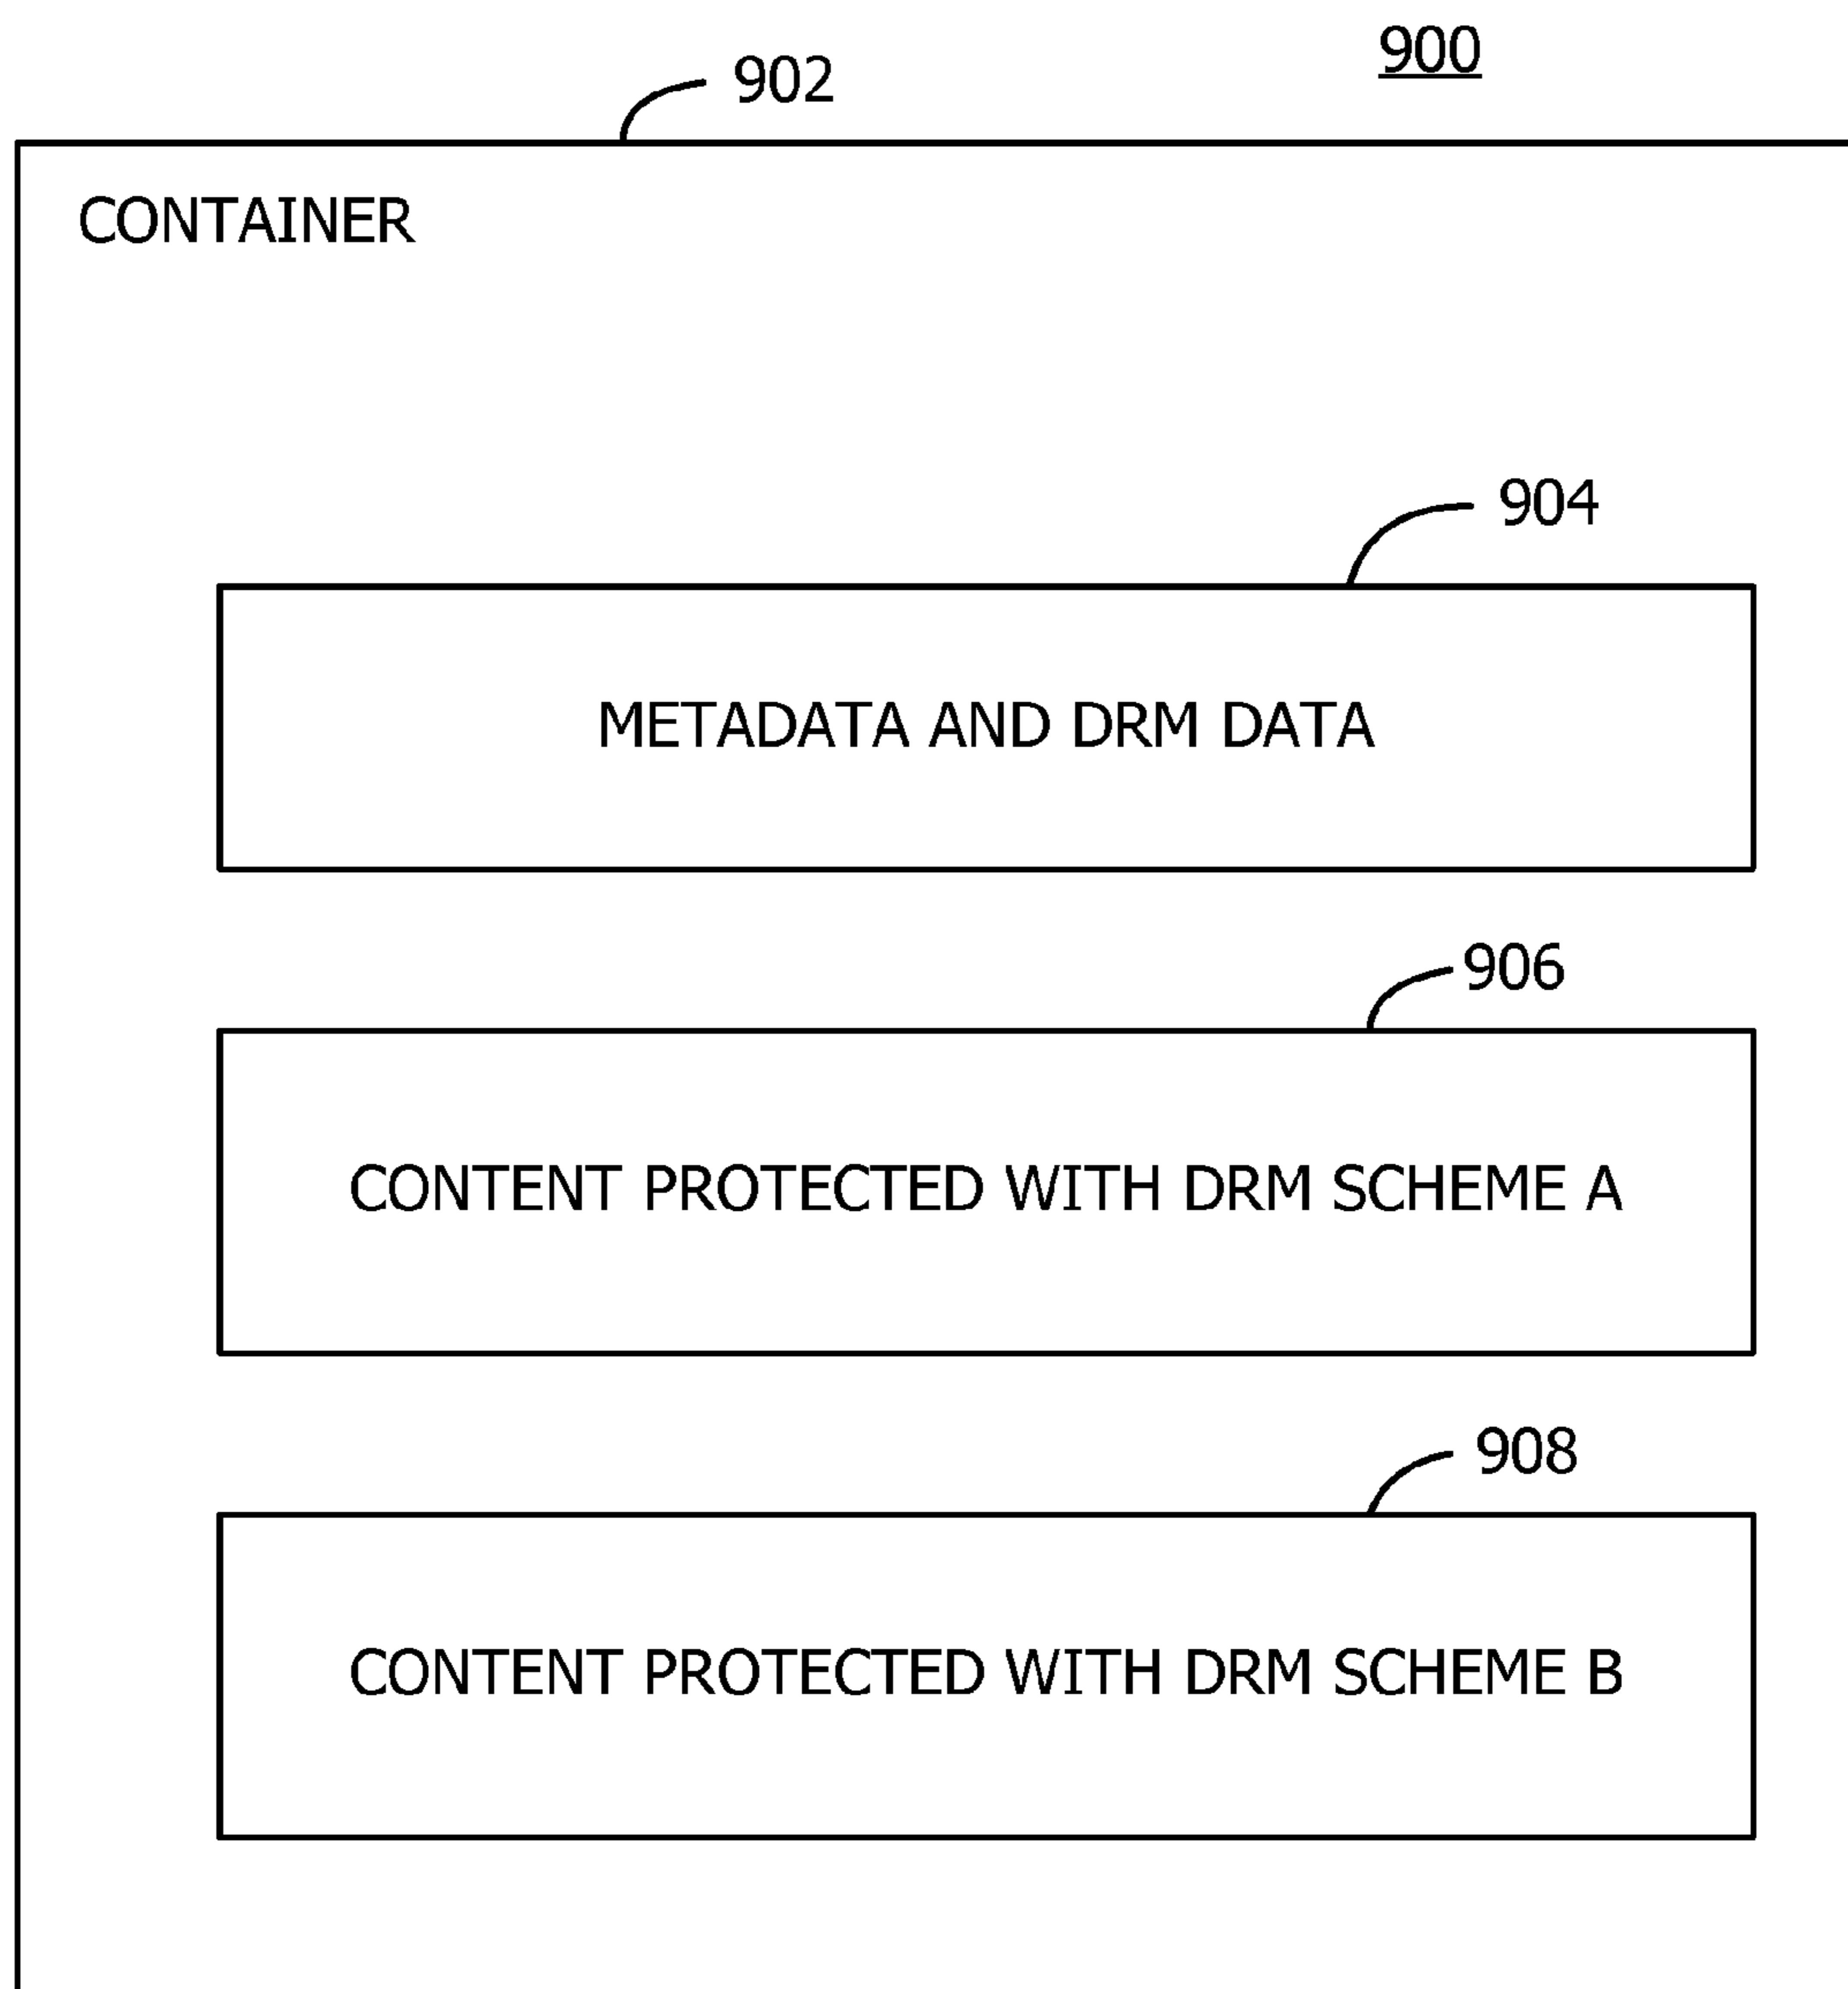 900
902
CONTAINER
904
METADATA AND DRM DATA
906
CONTENT PROTECTED WITH DRM SCHEME A
908
CONTENT PROTECTED WITH DRM SCHEME B